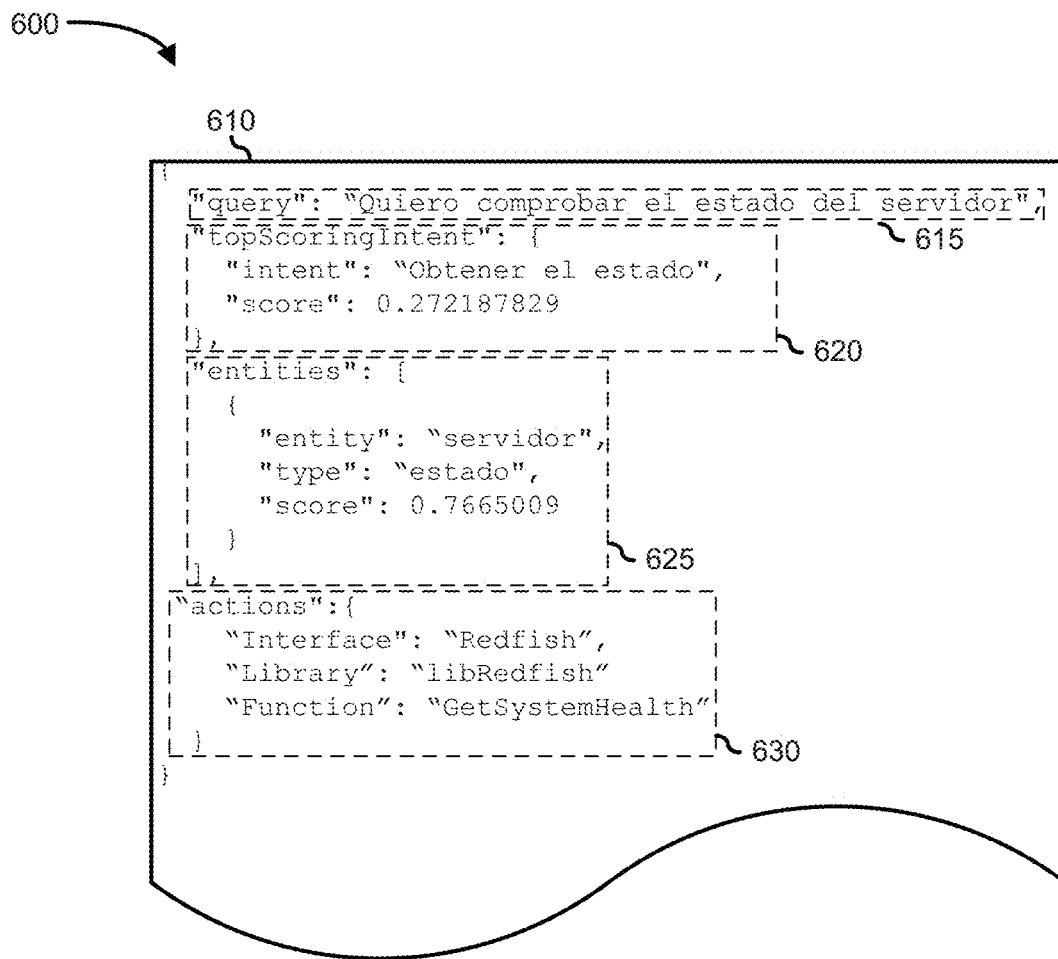 600
610
{
"query": “Quiero comprobar el estado del servidor",
615
"topScoringIntent": {
"intent": “Obtener el estado",
"score": 0.272187829
},
620
"entities": [
{
"entity": “servidor",
"type": “estado",
"score": 0.7665009
}
],
625
“actions":{
“Interface": “Redfish”,
“Library”: “libRedfish”
“Function”: “GetSystemHealth”
}
630
}